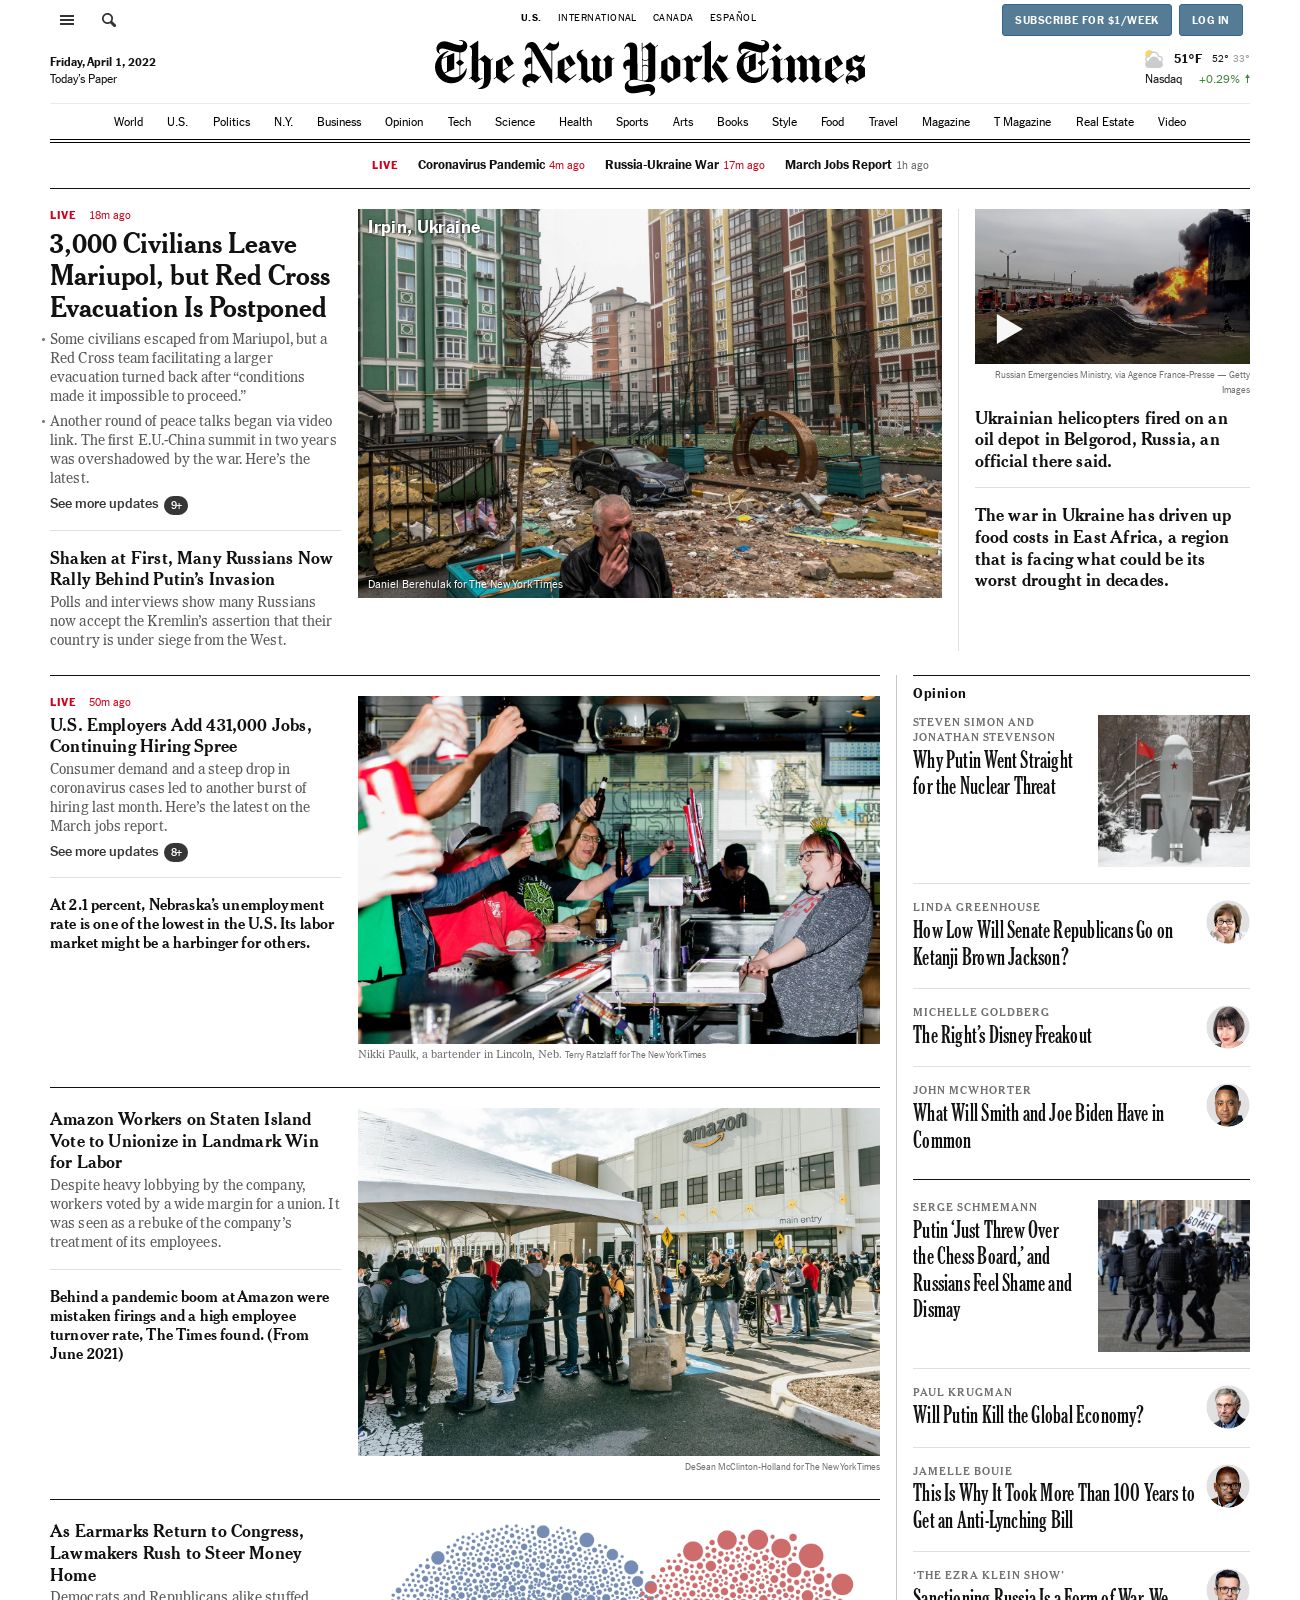 U.S. INTERNATIONAL CANADA ESPAÑOL
SUBSCRIBE FOR $1/WEEK
LOG IN
Friday, April 1, 2022
Today's Paper
The New York Times
51°F 52° 33°
Nasdaq +0.29% ↑
World U.S. Politics N.Y. Business Opinion Tech Science Health Sports Arts Books Style Food Travel Magazine T Magazine Real Estate Video
LIVE Coronavirus Pandemic 4m ago Russia-Ukraine War 17m ago March Jobs Report 1h ago
LIVE 18m ago
3,000 Civilians Leave
Mariupol, but Red Cross
Evacuation Is Postponed
• Some civilians escaped from Mariupol, but a
Red Cross team facilitating a larger
evacuation turned back after “conditions
made it impossible to proceed.”
• Another round of peace talks began via video
link. The first E.U.-China summit in two years
was overshadowed by the war. Here’s the
latest.
See more updates 9+
Shaken at First, Many Russians Now
Rally Behind Putin’s Invasion
Polls and interviews show many Russians
now accept the Kremlin’s assertion that their
country is under siege from the West.
Irpin, Ukraine
Daniel Berehulak for The New York Times
Russian Emergencies Ministry, via Agence France-Presse — Getty
Images
Ukrainian helicopters fired on an
oil depot in Belgorod, Russia, an
official there said.
The war in Ukraine has driven up
food costs in East Africa, a region
that is facing what could be its
worst drought in decades.
LIVE 50m ago
U.S. Employers Add 431,000 Jobs,
Continuing Hiring Spree
Consumer demand and a steep drop in
coronavirus cases led to another burst of
hiring last month. Here’s the latest on the
March jobs report.
See more updates 8+
At 2.1 percent, Nebraska’s unemployment
rate is one of the lowest in the U.S. Its labor
market might be a harbinger for others.
Nikki Paulk, a bartender in Lincoln, Neb. Terry Ratzlaff for The New York Times
Amazon Workers on Staten Island
Vote to Unionize in Landmark Win
for Labor
Despite heavy lobbying by the company,
workers voted by a wide margin for a union. It
was seen as a rebuke of the company’s
treatment of its employees.
Behind a pandemic boom at Amazon were
mistaken firings and a high employee
turnover rate, The Times found. (From
June 2021)
amazon
main entry
DeSean McClinton-Holland for The New York Times
As Earmarks Return to Congress,
Lawmakers Rush to Steer Money
Home
Democrats and Republicans alike stuffed
Opinion
STEVEN SIMON AND
JONATHAN STEVENSON
Why Putin Went Straight
for the Nuclear Threat
LINDA GREENHOUSE
How Low Will Senate Republicans Go on
Ketanji Brown Jackson?
MICHELLE GOLDBERG
The Right’s Disney Freakout
JOHN MCWHORTER
What Will Smith and Joe Biden Have in
Common
SERGE SCHMEMANN
Putin ‘Just Threw Over
the Chess Board,’ and
Russians Feel Shame and
Dismay
НЕТ
ВОЙНЕ
PAUL KRUGMAN
Will Putin Kill the Global Economy?
JAMELLE BOUIE
This Is Why It Took More Than 100 Years to
Get an Anti-Lynching Bill
‘THE EZRA KLEIN SHOW’
Sanctioning Russia Is a Form of War. We